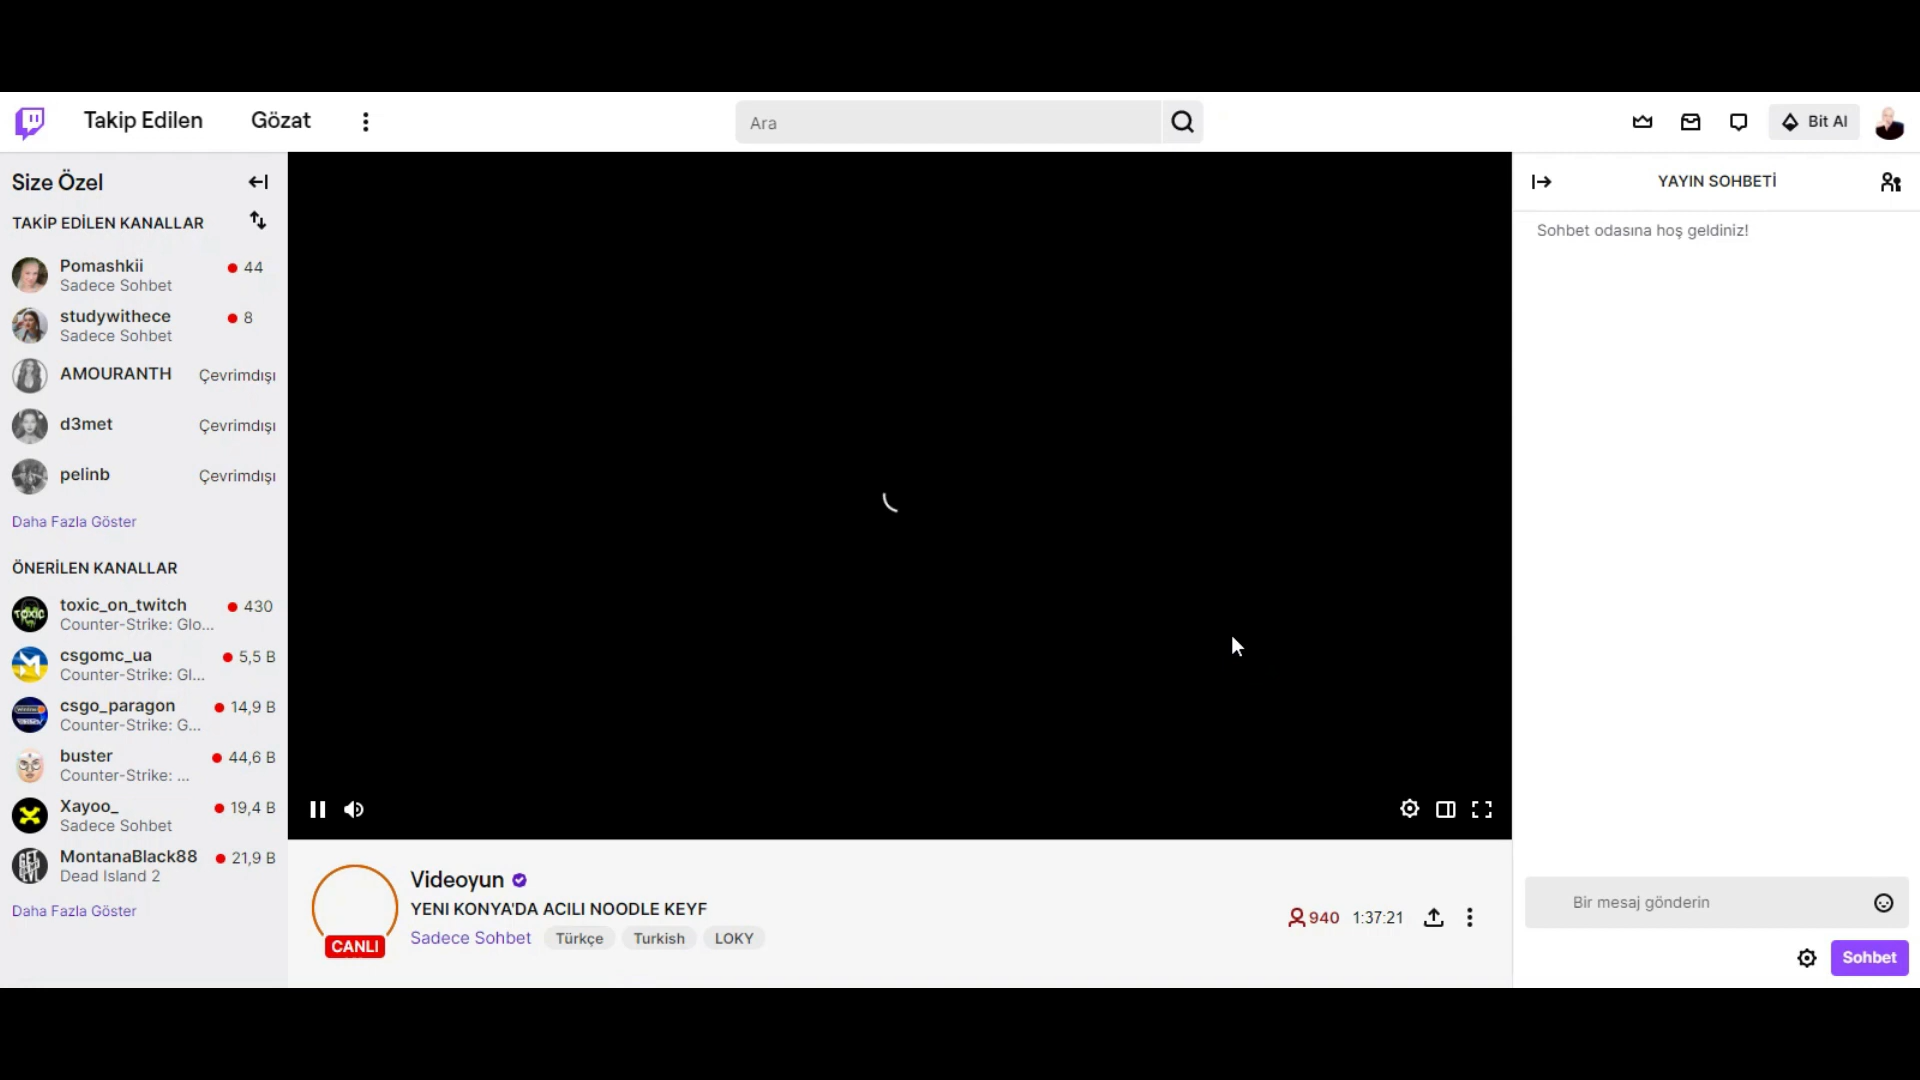 Takip Edilen
Gözat
Ara
Bit Al
Size Özel
TAKİP EDİLEN KANALLAR
Pomashkii
44
Sadece Sohbet
studywithece
8
Sadece Sohbet
AMOURANTH
Çevrimdışı
d3met
Çevrimdışı
pelinb
Çevrimdışı
Daha Fazla Göster
ÖNERİLEN KANALLAR
toxic_on_twitch
430
Counter-Strike: Glo...
csgomc_ua
5,5 B
Counter-Strike: Gl...
csgo_paragon
14,9 B
Counter-Strike: G...
buster
44,6 B
Counter-Strike: ...
Xayoo_
19,4 B
Sadece Sohbet
MontanaBlack88
21,9 B
Dead Island 2
Daha Fazla Göster
CANLI
Videoyun
YENI KONYA'DA ACILI NOODLE KEYF
Sadece Sohbet
Türkçe
Turkish
LOKY
940
1:37:21
YAYIN SOHBETİ
Sohbet odasına hoş geldiniz!
Bir mesaj gönderin
Sohbet